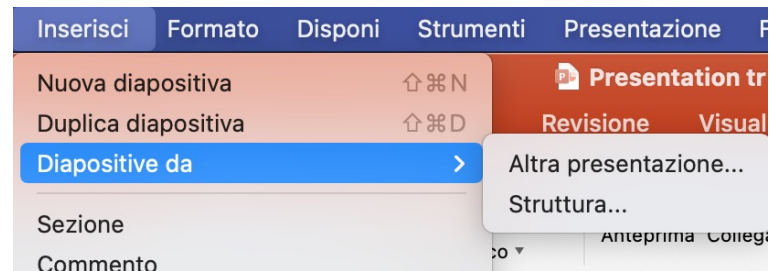 Inserisci Formato Disponi Strumenti Presentazione
Nuova diapositiva ⇧⌘N
Duplica diapositiva ⇧⌘D
Diapositive da >
Sezione
Commento
Presentation tr
Revisione Visual
Altra presentazione...
Struttura...
Anteprima Collega